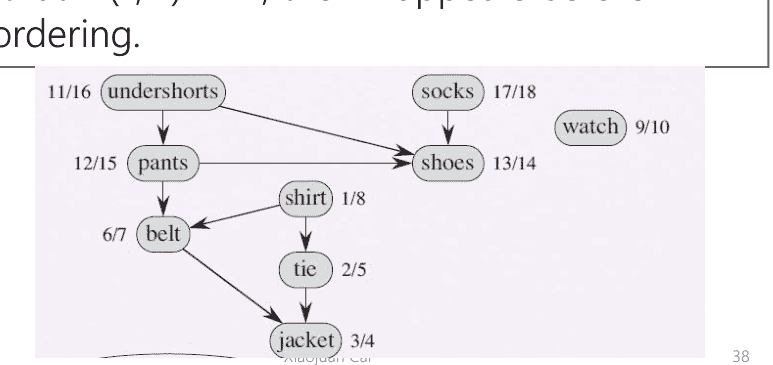 ordering.
11/16 undershorts
socks 17/18
watch 9/10
12/15 pants
shoes 13/14
shirt 1/8
6/7 belt
tie 2/5
jacket 3/4
38